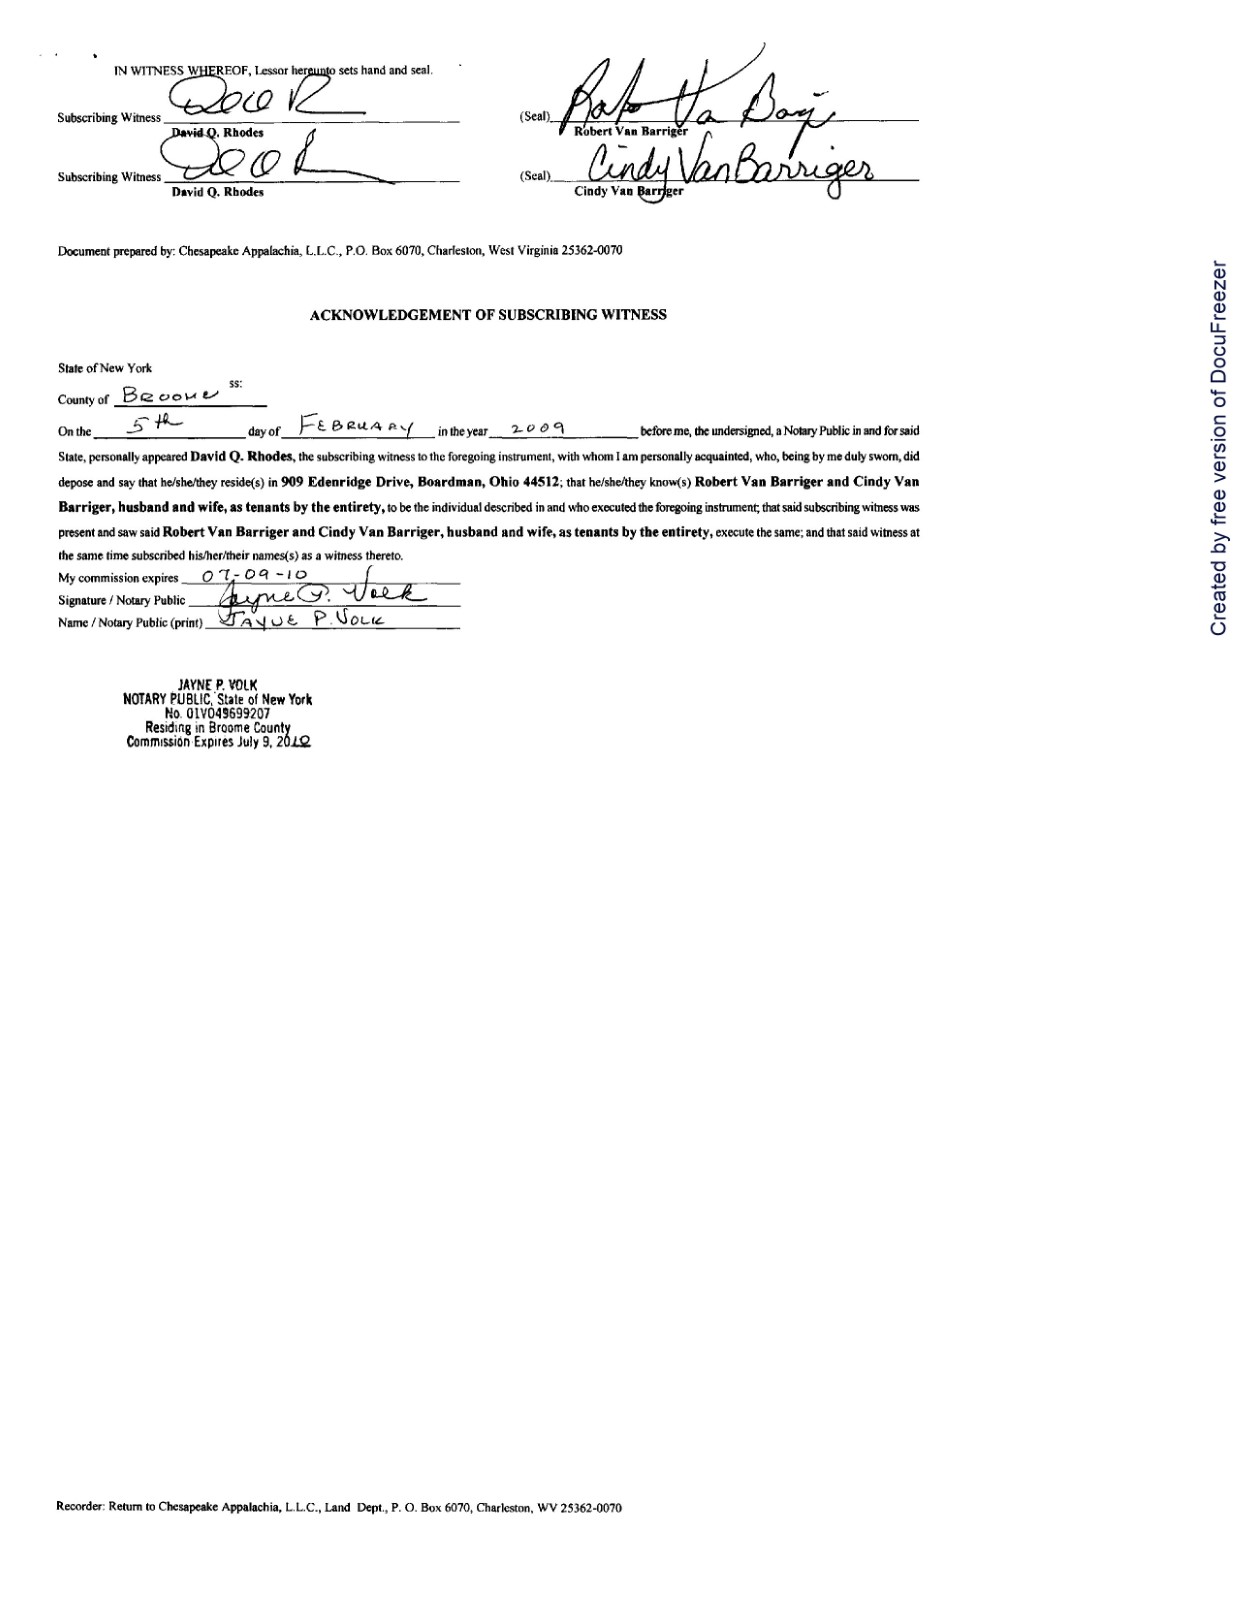 IN WITNESS WHEREOF, Lessor hereunto sets hand and seal.
Subscribing Witness
David Q. Rhodes
(Seal)
Robert Van Barriger
Subscribing Witness
David Q. Rhodes
(Seal) Cindy Van Barriger
Cindy Van Barriger
Document prepared by: Chesapeake Appalachia, L.L.C., P.O. Box 6070, Charleston, West Virginia 25362-0070
ACKNOWLEDGEMENT OF SUBSCRIBING WITNESS
State of New York
ss:
County of Broome
On the 5th day of FEBRUARY in the year 2009 before me, the undersigned, a Notary Public in and for said
State, personally appeared David Q. Rhodes, the subscribing witness to the foregoing instrument, with whom I am personally acquainted, who, being by me duly sworn, did
depose and say that he/she/they reside(s) in 909 Edenridge Drive, Boardman, Ohio 44512; that he/she/they know(s) Robert Van Barriger and Cindy Van
Barriger, husband and wife, as tenants by the entirety, to be the individual described in and who executed the foregoing instrument; that said subscribing witness was
present and saw said Robert Van Barriger and Cindy Van Barriger, husband and wife, as tenants by the entirety, execute the same; and that said witness at
the same time subscribed his/her/their names(s) as a witness thereto.
My commission expires 07-09-10
Signature / Notary Public Jayne P. Volk
Name / Notary Public (print) JAYNE P. VOLK
JAYNE P. VOLK
NOTARY PUBLIC, State of New York
No. 01VO49699207
Residing in Broome County
Commission Expires July 9, 2010
Recorder: Return to Chesapeake Appalachia, L.L.C., Land Dept., P. O. Box 6070, Charleston, WV 25362-0070
Created by free version of DocuFreezer